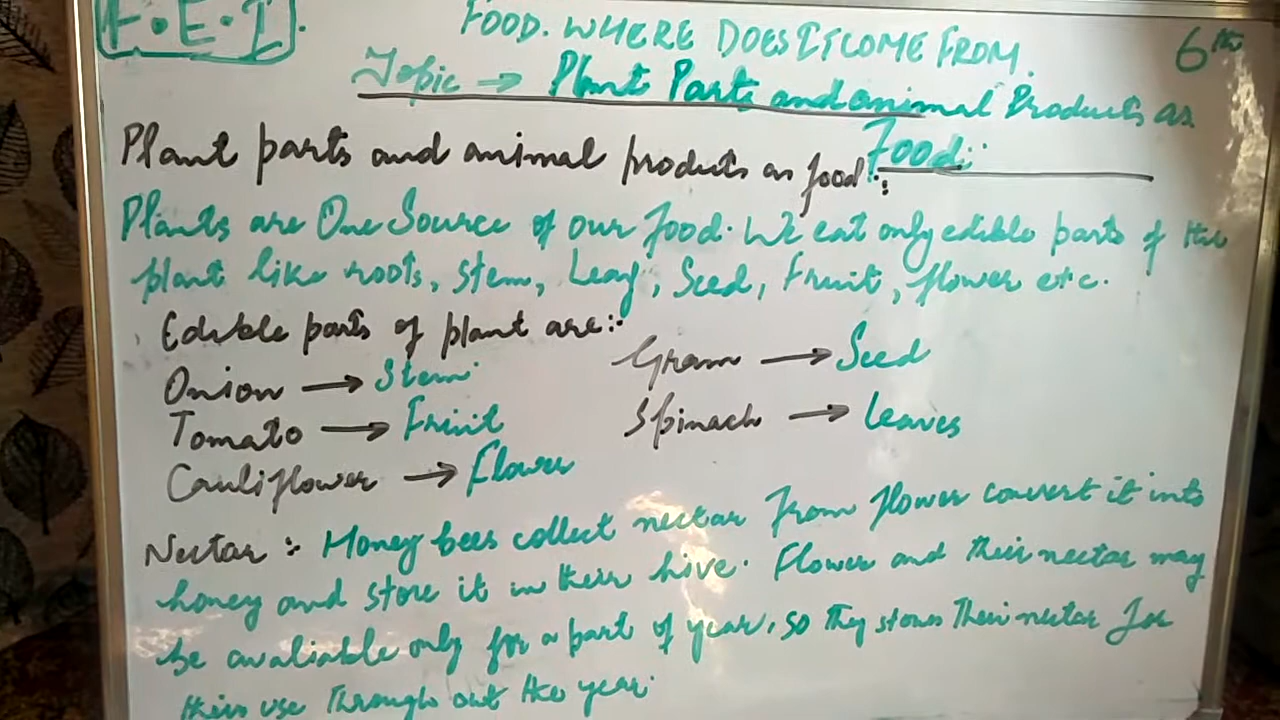 F.E.I
FOOD. WHERE DOES IT COME FROM.
6th
Topic → Plant Parts and animal Products as
Food:
Plant parts and animal products as food:
Plants are One Source of our food. We eat only edible parts of the
plant like roots, stem, Leaf, Seed, Fruit, flower etc.
Edible parts of plant are:
Onion → Stem
Gram → Seed
Tomato → Fruit
Spinach → Leaves
Cauliflower → Flower
Nectar: Honey bees collect nectar From flower convert it into
honey and store it in their hive. Flower and their nectar may
be avaliable only for a part of year, so they stores Their nectar for
their use Through out the year.